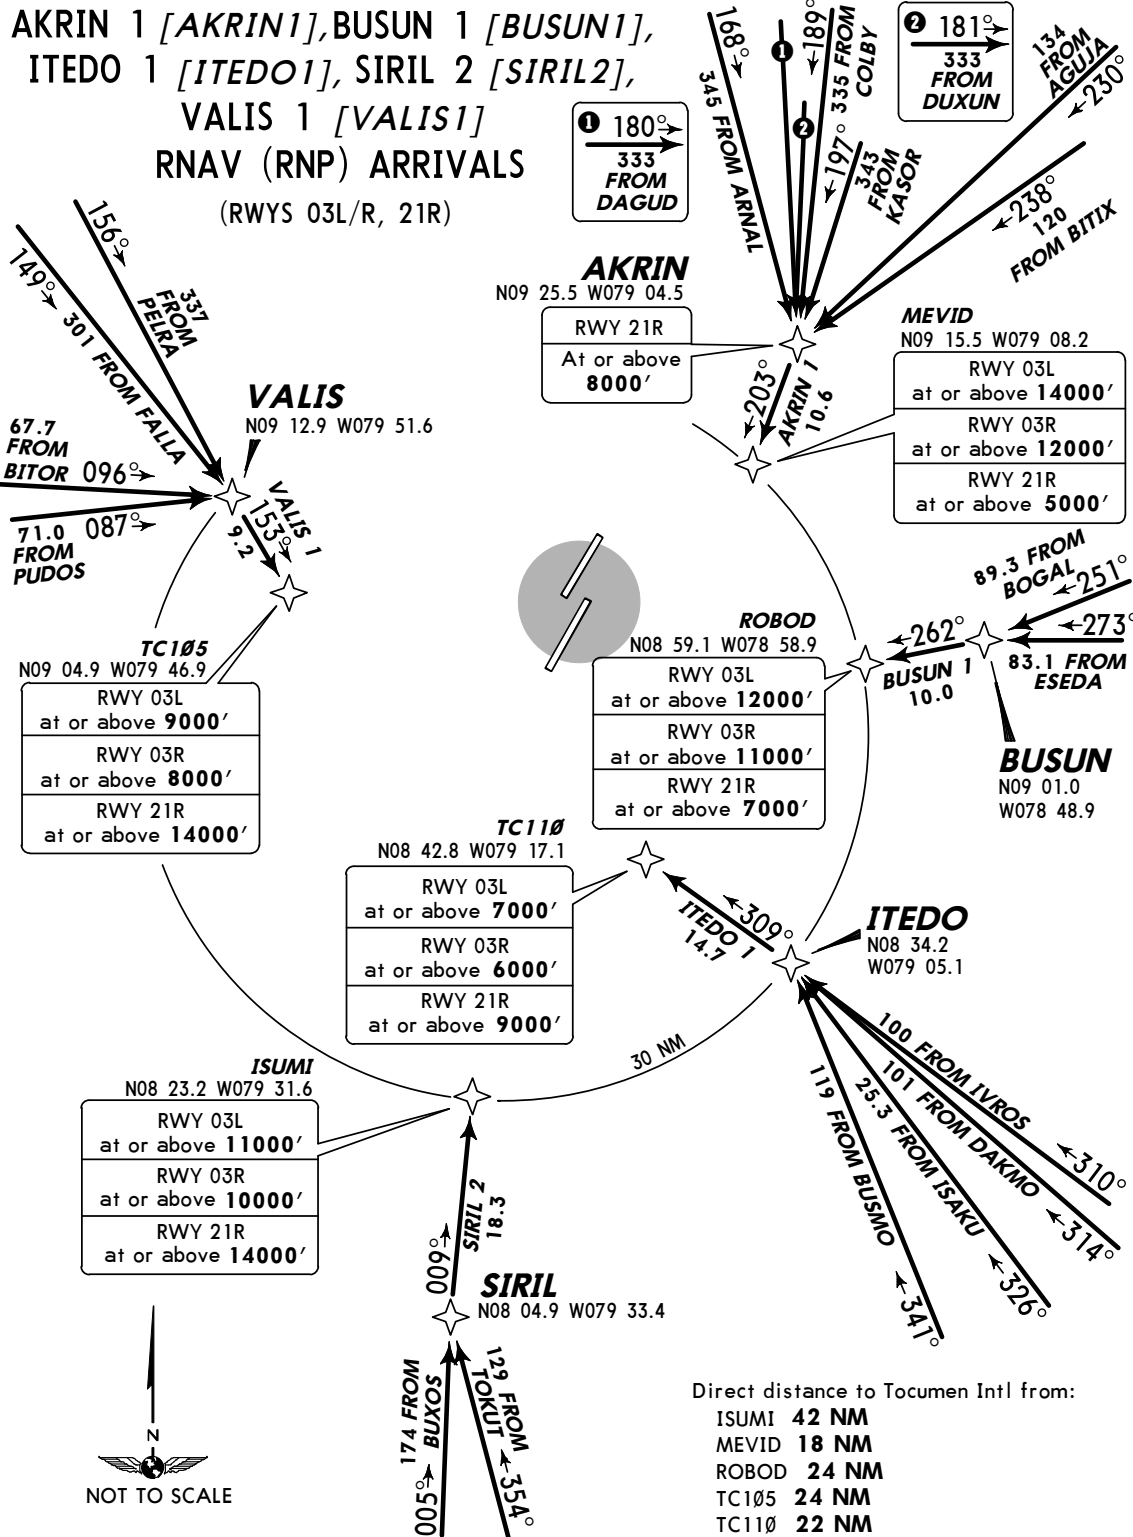 AKRIN 1 [AKRIN1], BUSUN 1 [BUSUN1],
ITEDO 1 [ITEDO1], SIRIL 2 [SIRIL2],
VALIS 1 [VALIS1]
RNAV (RNP) ARRIVALS
(RWYS 03L/R, 21R)
1 180°
333
FROM
DAGUD
2 181°
333
FROM
DUXUN
168°
345 FROM ARNAL
1
2
189°
335 FROM
COLBY
197°
343
FROM
KASOR
134
FROM
AGUJA
230°
238°
120
FROM BITIX
AKRIN
N09 25.5 W079 04.5
RWY 21R
At or above
8000'
203°
AKRIN 1
10.6
MEVID
N09 15.5 W079 08.2
RWY 03L
at or above 14000'
RWY 03R
at or above 12000'
RWY 21R
at or above 5000'
156°
337
FROM
PELRA
149°
301 FROM FALLA
VALIS
N09 12.9 W079 51.6
67.7
FROM
BITOR 096°
71.0 087°
FROM
PUDOS
VALIS 1
153°
9.2
TC1Ø5
N09 04.9 W079 46.9
RWY 03L
at or above 9000'
RWY 03R
at or above 8000'
RWY 21R
at or above 14000'
89.3 FROM
BOGAL
251°
273°
83.1 FROM
ESEDA
262°
BUSUN 1
10.0
BUSUN
N09 01.0
W078 48.9
ROBOD
N08 59.1 W078 58.9
RWY 03L
at or above 12000'
RWY 03R
at or above 11000'
RWY 21R
at or above 7000'
TC11Ø
N08 42.8 W079 17.1
RWY 03L
at or above 7000'
RWY 03R
at or above 6000'
RWY 21R
at or above 9000'
309°
ITEDO 1
14.7
ITEDO
N08 34.2
W079 05.1
30 NM
100 FROM IVROS
310°
101 FROM DAKMO
314°
25.3 FROM ISAKU
326°
119 FROM BUSMO
341°
ISUMI
N08 23.2 W079 31.6
RWY 03L
at or above 11000'
RWY 03R
at or above 10000'
RWY 21R
at or above 14000'
009°
SIRIL 2
18.3
SIRIL
N08 04.9 W079 33.4
174 FROM
BUXOS
005°
129 FROM
TOKUT
354°
N
NOT TO SCALE
Direct distance to Tocumen Intl from:
ISUMI 42 NM
MEVID 18 NM
ROBOD 24 NM
TC1Ø5 24 NM
TC11Ø 22 NM